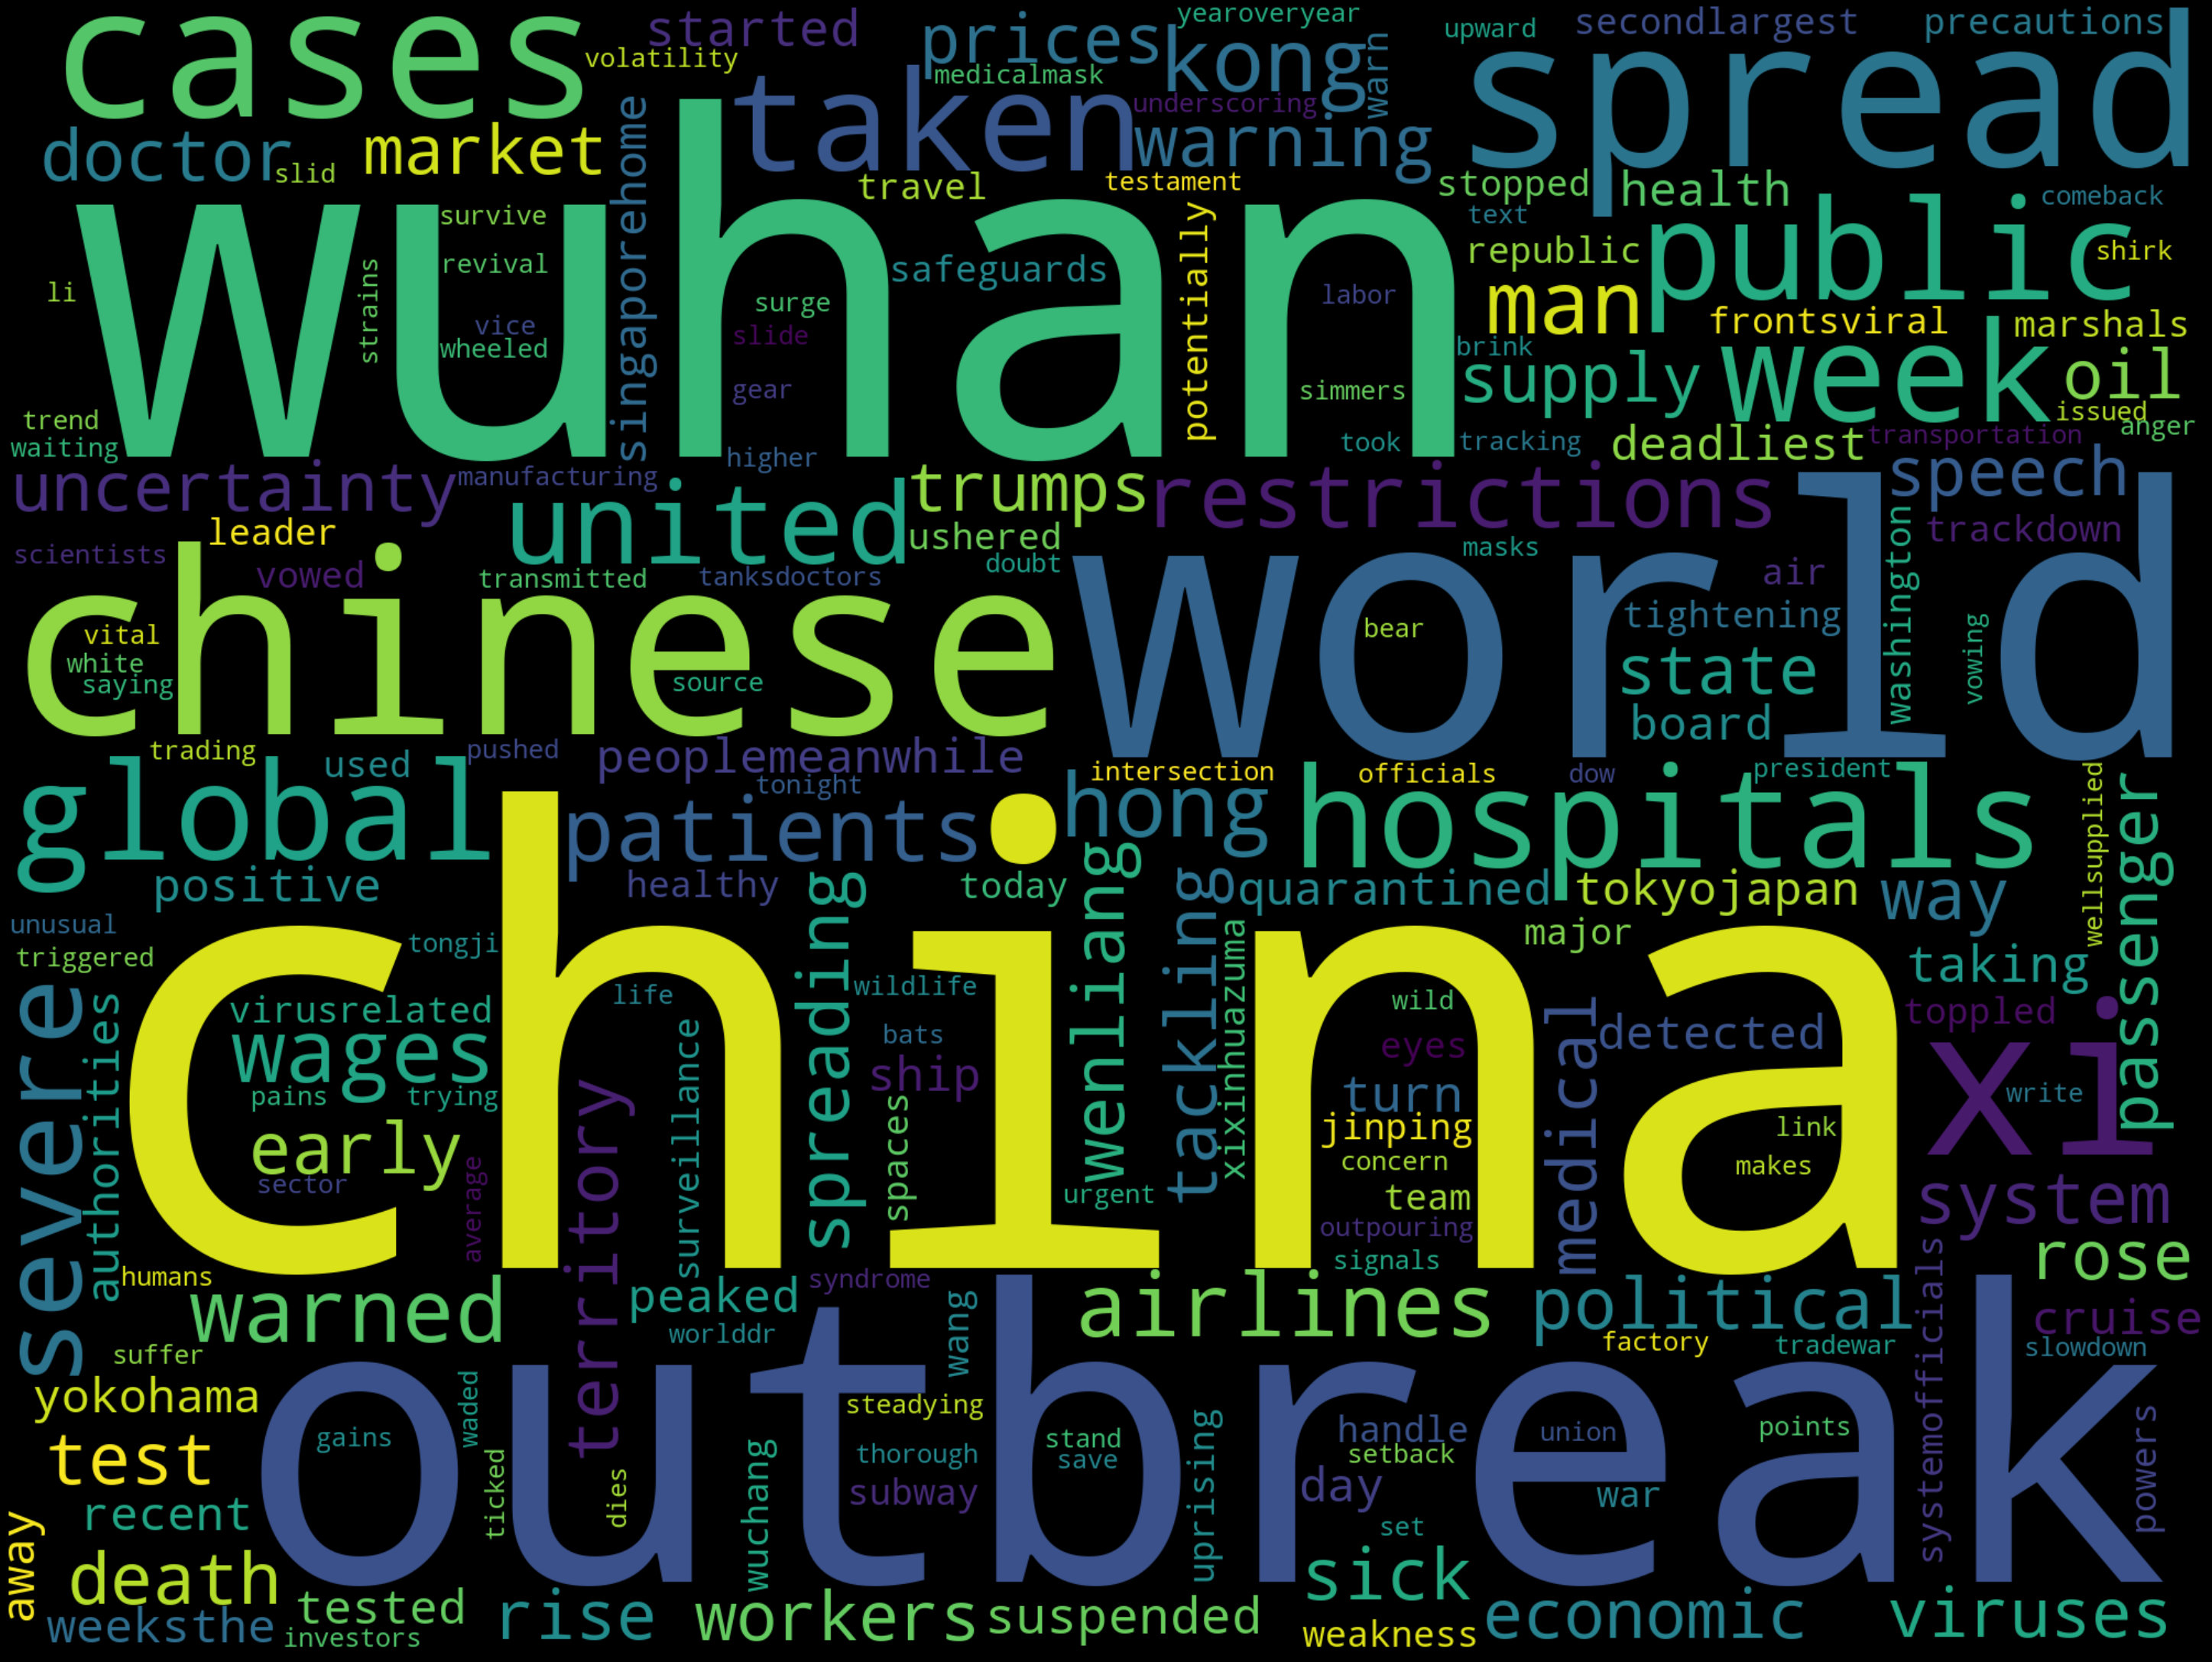 cases
started
volatility
prices
medicalmask
yearoveryear
kong
warn
upward
secondlargest
precautions
spread
doctor
slid
market
singaporehome
taken
underscoring
warning
travel
testament
stopped
health
text
comeback
wuhan
survive
revival
li
strains
vice
wheeled
surge
slide
gear
safeguards
potentially
labor
simmers
republic
public
shirk
man
frontsviral
marshals
brink
supply
week
oil
issued
anger
trend
waiting
higher
took
tracking
deadliest
transportation
uncertainty
manufacturing
united
trumps
restrictions
speech
leader
ushered
scientists
vowed
transmitted
tanksdoctors
doubt
masks
air
washington
trackdown
chinese
world
vital
white
saying
source
bear
tightening
state
board
vowing
trading
used
pushed
peoplemeanwhile
tonight
intersection
officials
dow
president
global
patients
hong
hospitals
wellsupplied
passenger
positive
healthy
today
wenliang
tackling
quarantined
tokyojapan
way
unusual
triggered
tongji
spreading
major
taking
china
severe
authorities
virusrelated
wages
life
surveillance
wildlife
bats
ship
xixinhuazuma
wild
eyes
medical
detected
toppled
xi
pains
trying
territory
spaces
turn
jinping
link
write
early
sector
average
concern
makes
urgent
team
outpouring
signals
system
humans
warned
peaked
syndrome
worlddr
wang
airlines
political
factory
tradewar
systemofficials
rose
cruise
slowdown
suffer
yokohama
outbreak
gains
waded
ticked
dies
steadying
thorough
subway
wuchang
stand
save
uprising
handle
setback
day
union
war
points
powers
test
recent
away
death
tested
weeksthe
investors
rise
workers
suspended
set
sick
weakness
economic
viruses